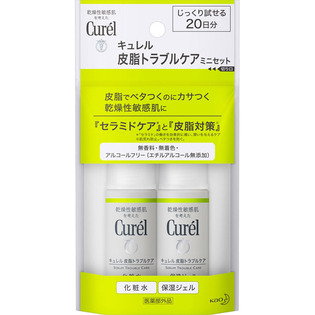 乾燥性敏感肌
を考えた
Curél
じっくり試せる
20日分
キュレル
皮脂トラブルケア ミニセット
皮脂でベタつくのにカサつく
乾燥性敏感肌に
『セラミドケア』と『皮脂対策』
無香料・無着色・
アルコールフリー（エチルアルコール無添加）
乾燥性敏感肌
を考えた
Curél
キュレル 皮脂トラブルケア
SEBUM TROUBLE CARE
化粧水
乾燥性敏感肌
を考えた
Curél
キュレル 皮脂トラブルケア
SEBUM TROUBLE CARE
化粧水
保湿ジェル
医薬部外品
Kao